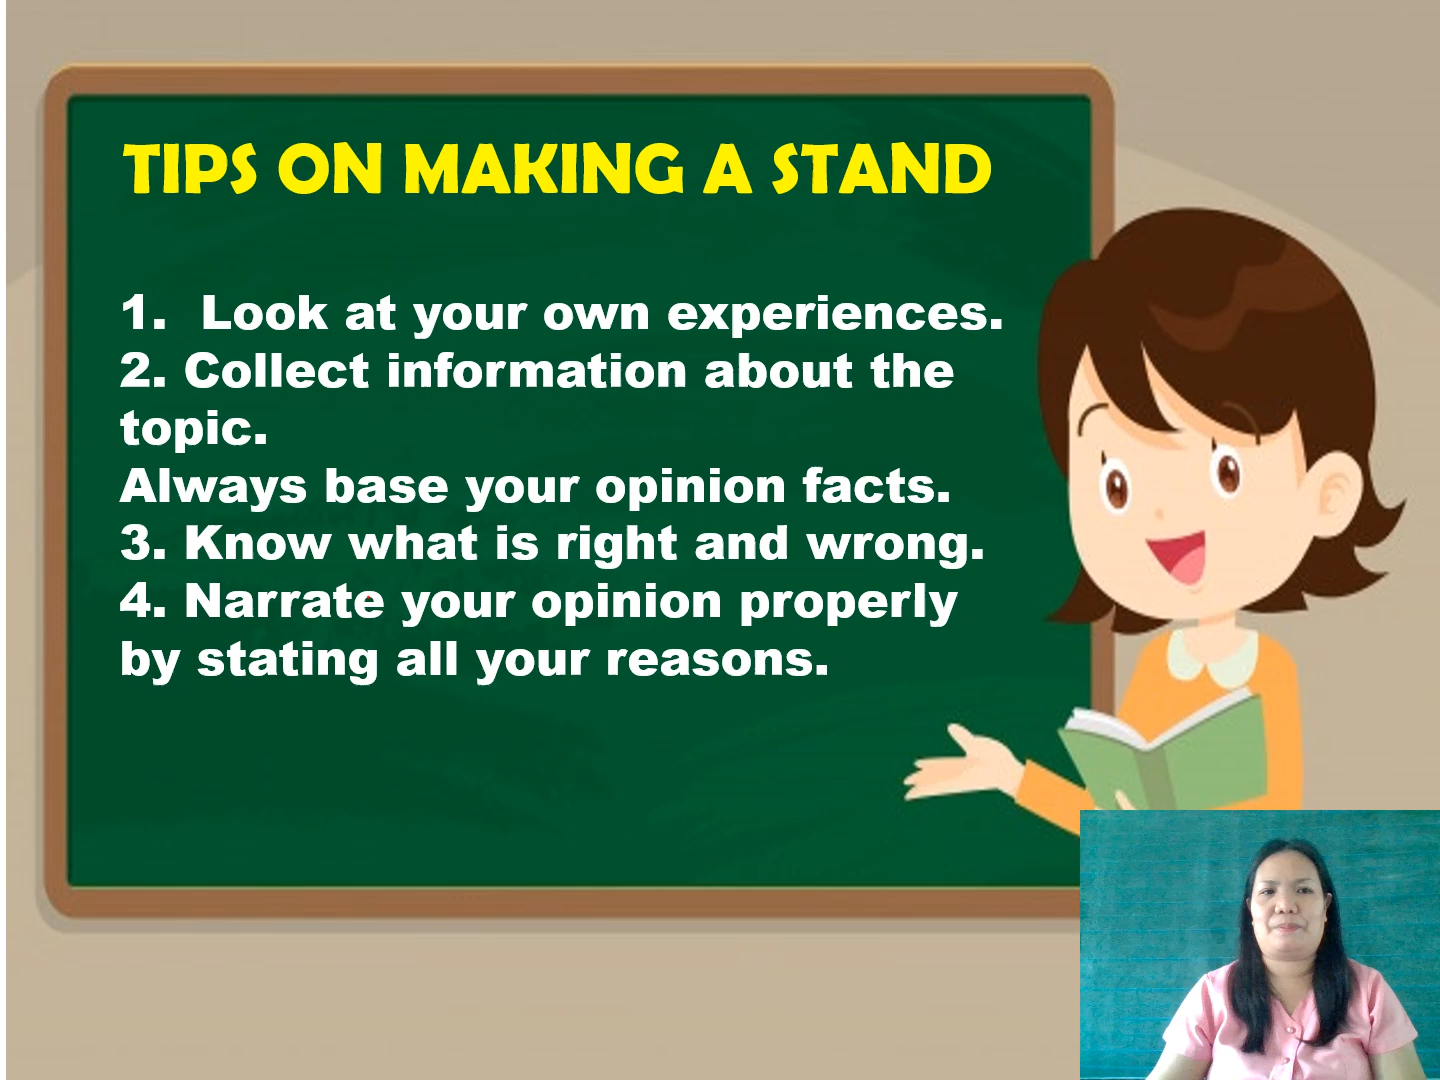 TIPS ON MAKING A STAND
1.  Look at your own experiences.
2. Collect information about the
topic.
Always base your opinion facts.
3. Know what is right and wrong.
4. Narrate your opinion properly
by stating all your reasons.